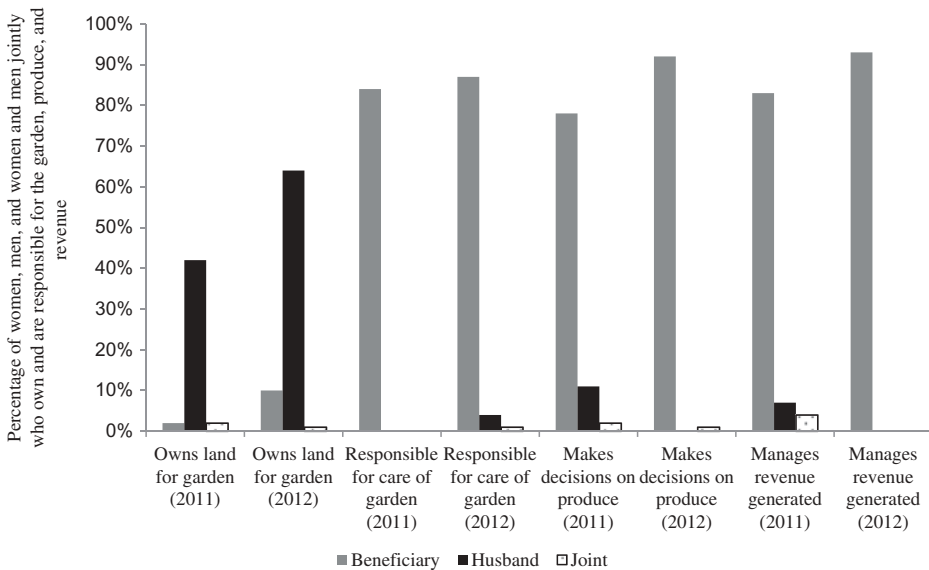 Percentage of women, men, and women and men jointly
who own and are responsible for the garden, produce, and
revenue
100%
90%
80%
70%
60%
50%
40%
30%
20%
10%
0%
Owns land
for garden
(2011)
Owns land
for garden
(2012)
Responsible
for care of
garden
(2011)
Responsible
for care of
garden
(2012)
Makes
decisions on
produce
(2011)
Makes
decisions on
produce
(2012)
Manages
revenue
generated
(2011)
Manages
revenue
generated
(2012)
Beneficiary
Husband
Joint